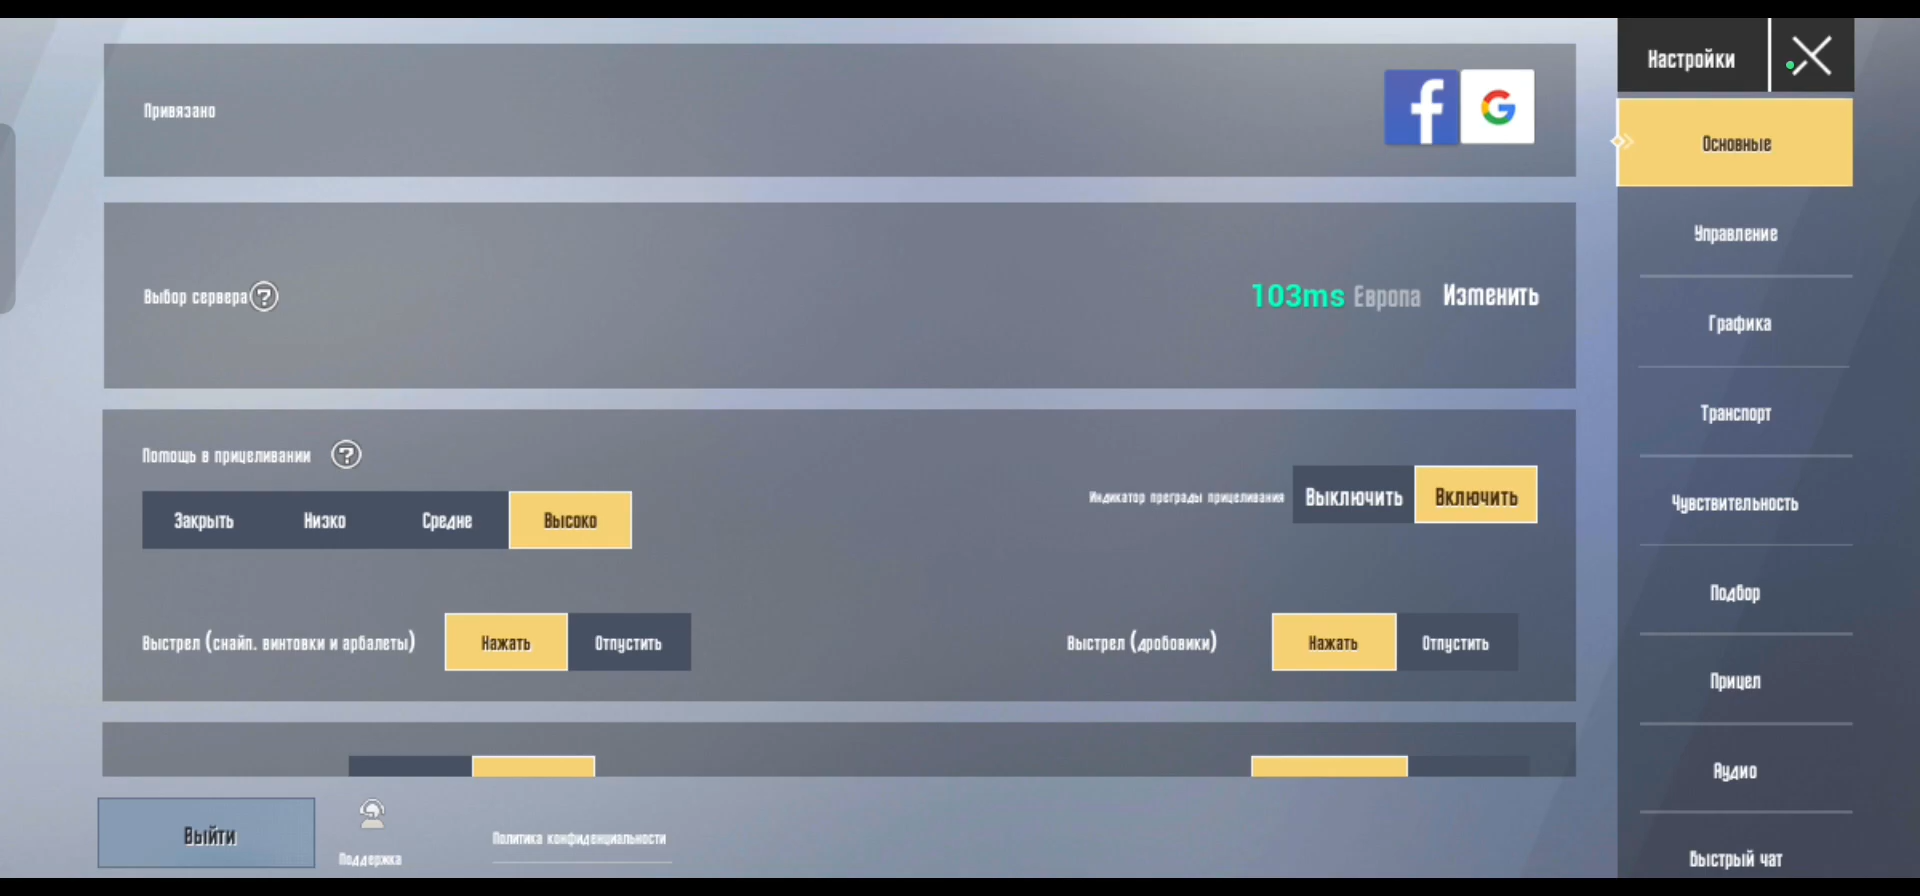 Привязано
Выбор сервера ?
103ms Европа Изменить
Помощь в прицеливании ?
Закрыть Низко Средне Высоко
Индикатор преграды прицеливания Выключить Включить
Выстрел (снайп. винтовки и арбалеты) Нажать Отпустить
Выстрел (дробовики) Нажать Отпустить
Выйти
Поддержка
Политика конфиденциальности
Настройки
Основные
Управление
Графика
Транспорт
Чувствительность
Подбор
Прицел
Аудио
Быстрый чат